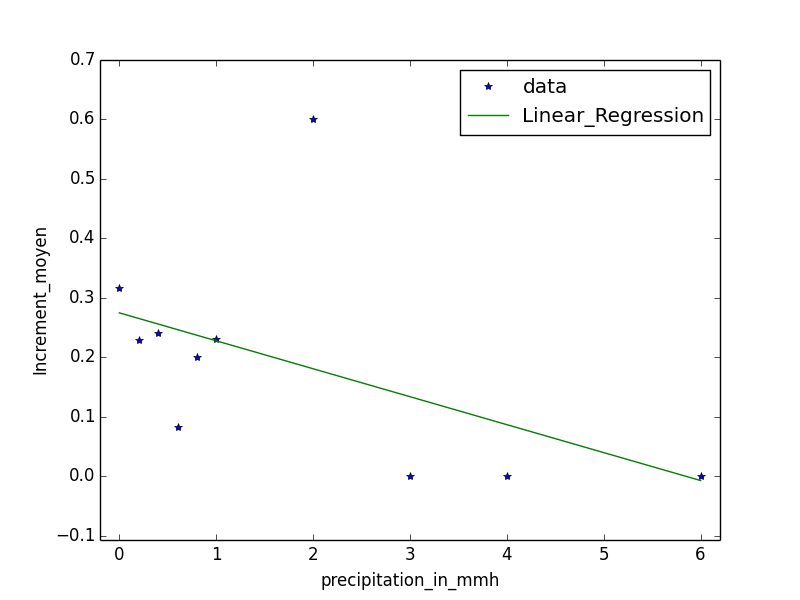 0.7
0.6
0.5
0.4
0.3
0.2
0.1
0.0
−0.1
Increment_moyen
data
Linear_Regression
0 1 2 3 4 5 6
precipitation_in_mmh